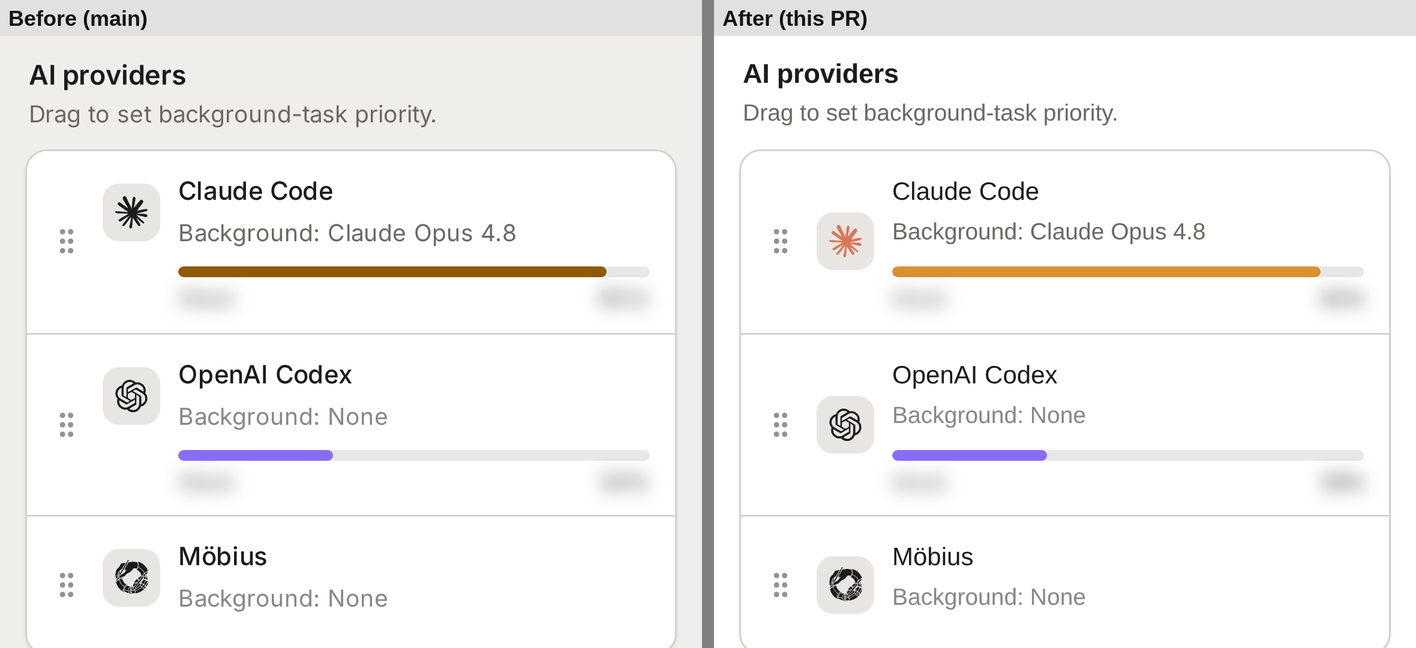 Before (main)
AI providers
Drag to set background-task priority.
Claude Code
Background: Claude Opus 4.8
OpenAI Codex
Background: None
Möbius
Background: None
After (this PR)
AI providers
Drag to set background-task priority.
Claude Code
Background: Claude Opus 4.8
OpenAI Codex
Background: None
Möbius
Background: None